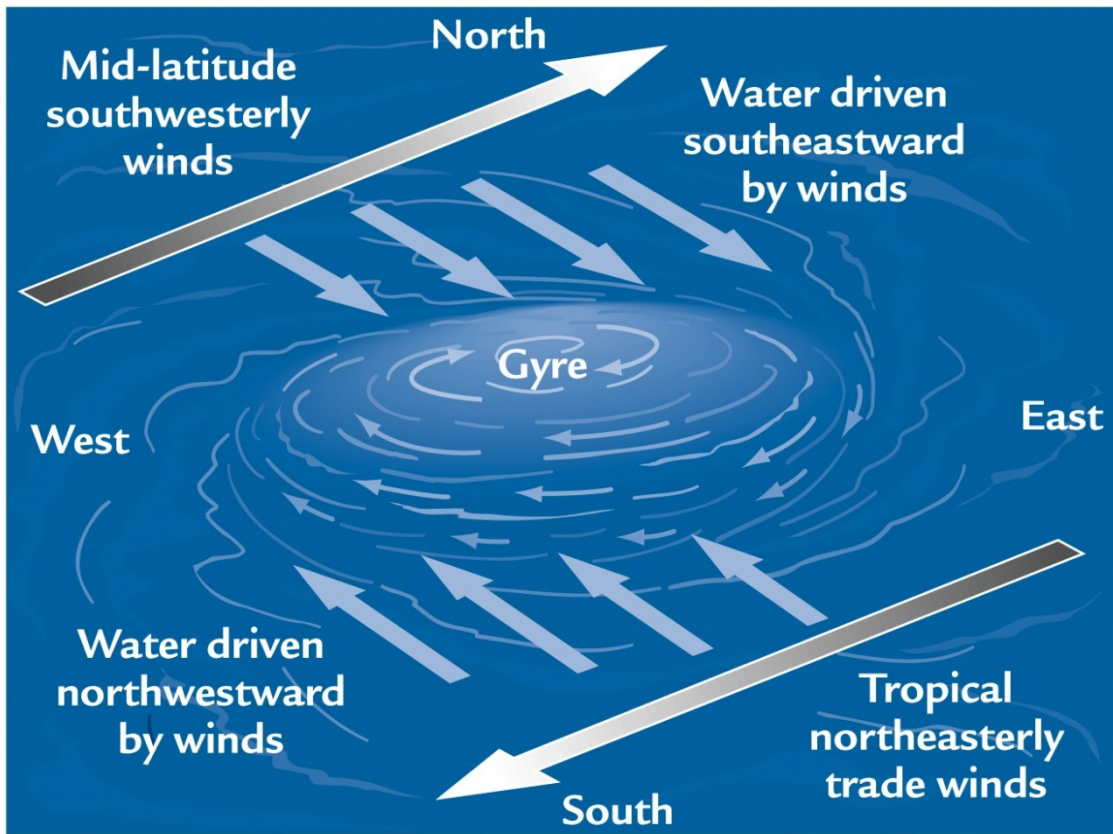 North
Mid-latitude
southwesterly
winds
Water driven
southeastward
by winds
Gyre
West
East
Water driven
northwestward
by winds
Tropical
northeasterly
trade winds
South